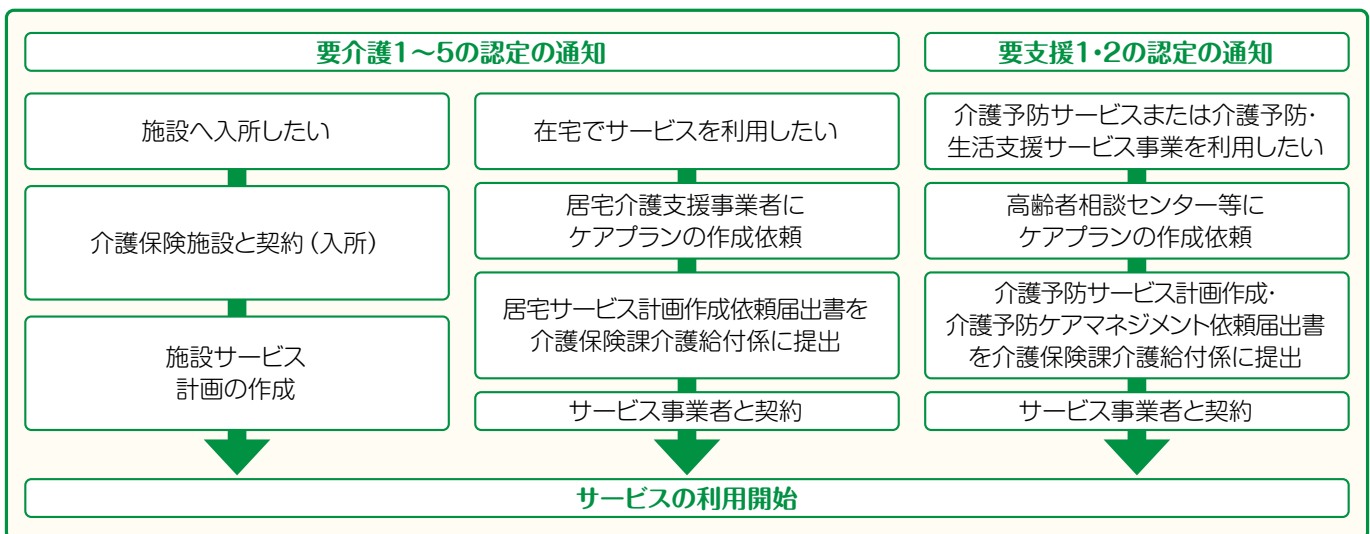 要介護1～5の認定の通知
施設へ入所したい
介護保険施設と契約（入所）
施設サービス
計画の作成
在宅でサービスを利用したい
居宅介護支援事業者に
ケアプランの作成依頼
居宅サービス計画作成依頼届出書を
介護保険課介護給付係に提出
サービス事業者と契約
要支援1・2の認定の通知
介護予防サービスまたは介護予防・
生活支援サービス事業を利用したい
高齢者相談センター等に
ケアプランの作成依頼
介護予防サービス計画作成・
介護予防ケアマネジメント依頼届出書
を介護保険課介護給付係に提出
サービス事業者と契約
サービスの利用開始